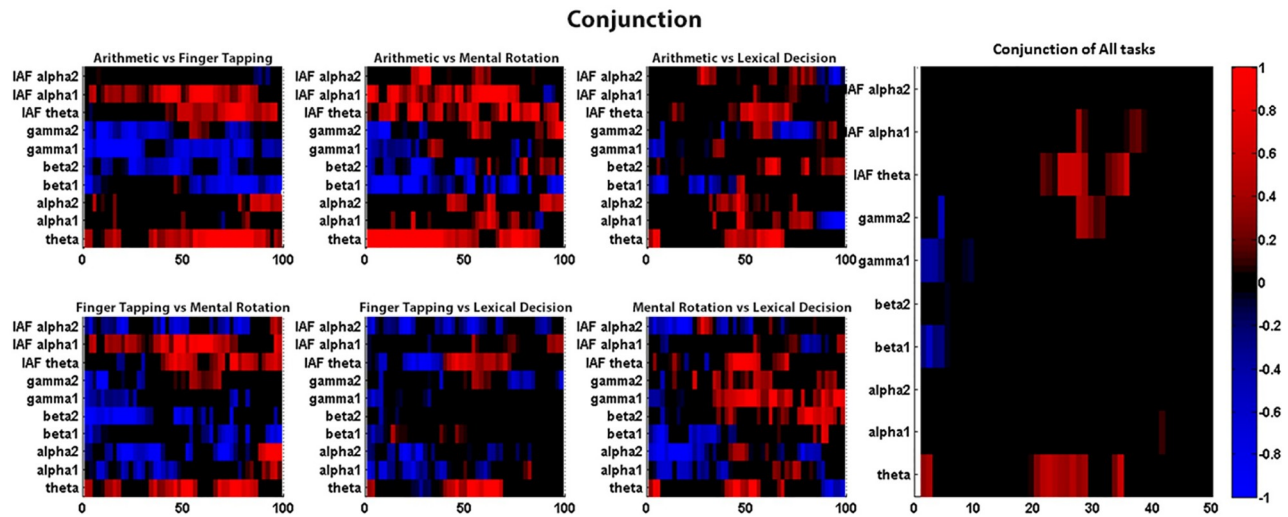 Conjunction
Arithmetic vs Finger Tapping
IAF alpha2
IAF alpha1
IAF theta
gamma2
gamma1
beta2
beta1
alpha2
alpha1
theta
0 50 100
Arithmetic vs Mental Rotation
IAF alpha2
IAF alpha1
IAF theta
gamma2
gamma1
beta2
beta1
alpha2
alpha1
theta
0 50 100
Arithmetic vs Lexical Decision
IAF alpha2
IAF alpha1
IAF theta
gamma2
gamma1
beta2
beta1
alpha2
alpha1
theta
0 50 100
Finger Tapping vs Mental Rotation
IAF alpha2
IAF alpha1
IAF theta
gamma2
gamma1
beta2
beta1
alpha2
alpha1
theta
0 50 100
Finger Tapping vs Lexical Decision
IAF alpha2
IAF alpha1
IAF theta
gamma2
gamma1
beta2
beta1
alpha2
alpha1
theta
0 50 100
Mental Rotation vs Lexical Decision
IAF alpha2
IAF alpha1
IAF theta
gamma2
gamma1
beta2
beta1
alpha2
alpha1
theta
0 50 100
Conjunction of All tasks
IAF alpha2
IAF alpha1
IAF theta
gamma2
gamma1
beta2
beta1
alpha2
alpha1
theta
0 10 20 30 40 50
1
0.8
0.6
0.4
0.2
0
-0.2
-0.4
-0.6
-0.8
-1